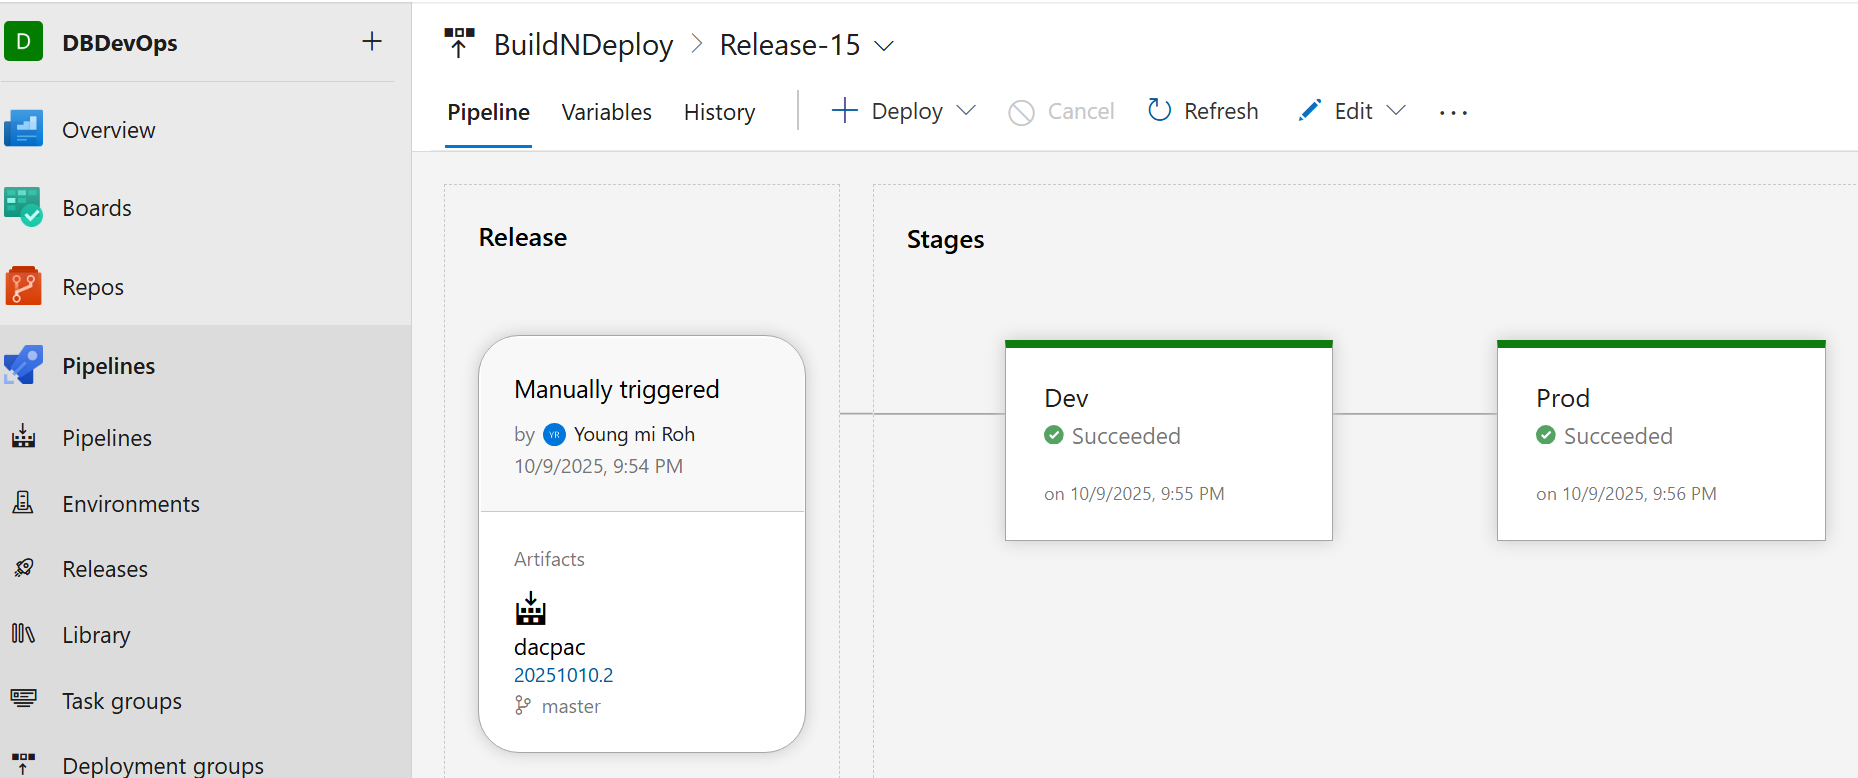 D DBDevOps
Overview
Boards
Repos
Pipelines
Pipelines
Environments
Releases
Library
Task groups
Deployment groups
BuildNDeploy > Release-15
Pipeline Variables History Deploy Cancel Refresh Edit ...
Release
Manually triggered
by YR Young mi Roh
10/9/2025, 9:54 PM
Artifacts
dacpac
20251010.2
master
Stages
Dev
Succeeded
on 10/9/2025, 9:55 PM
Prod
Succeeded
on 10/9/2025, 9:56 PM